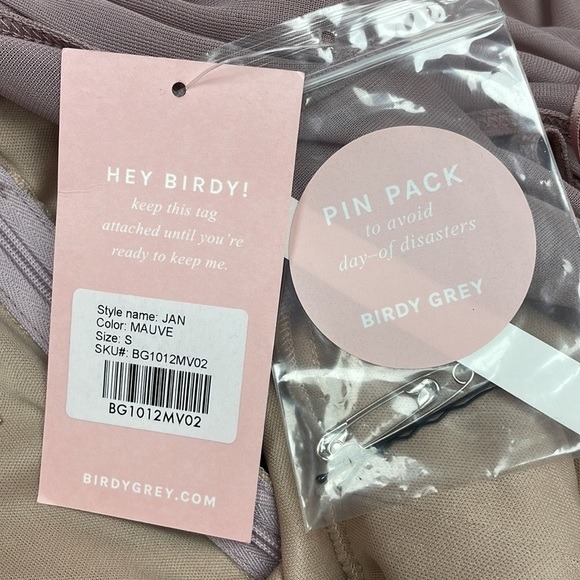 HEY BIRDY!
keep this tag
attached until you're
ready to keep me.
Style name: JAN
Color: MAUVE
Size: S
SKU#: BG1012MV02
BG1012MV02
BIRDYGREY.COM
PIN PACK
to avoid
day-of disasters
BIRDY GREY